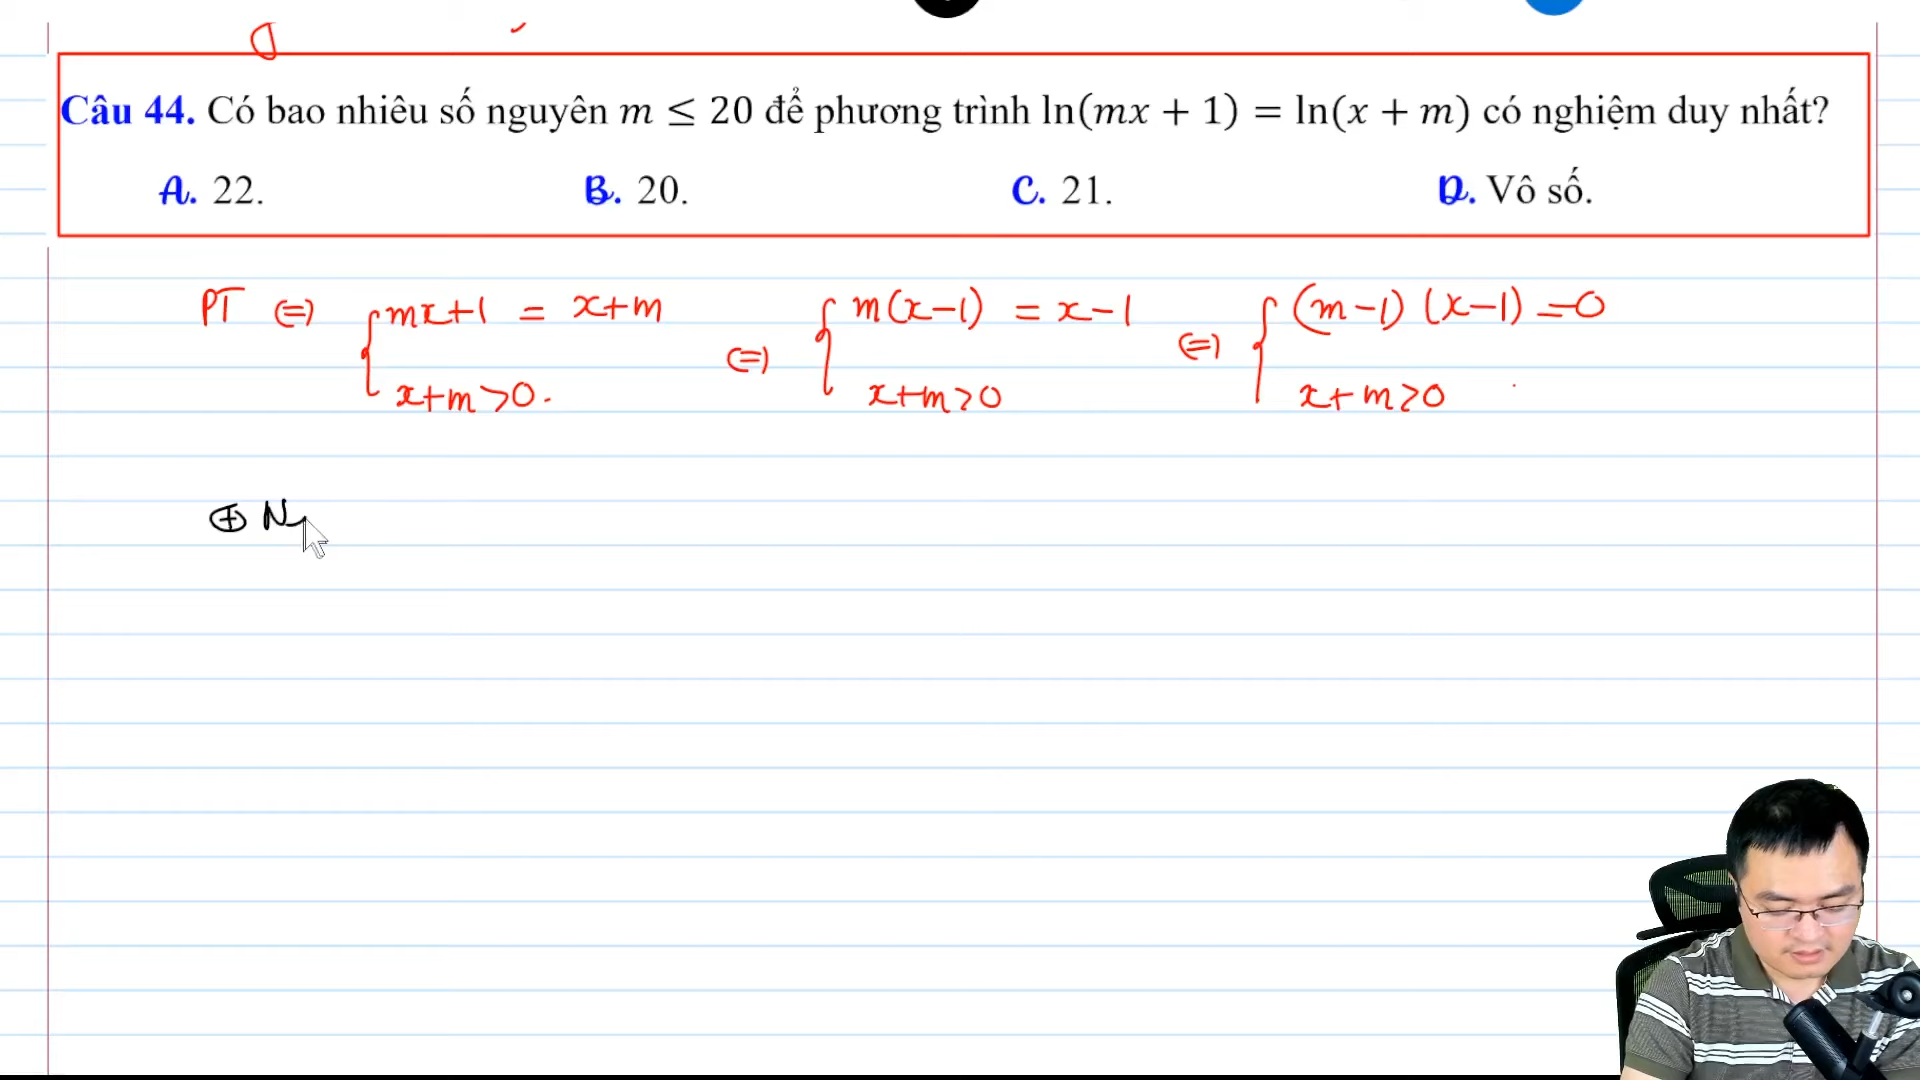 Câu 44. Có bao nhiêu số nguyên m ≤ 20 để phương trình ln(mx + 1) = ln(x + m) có nghiệm duy nhất?
A. 22. B. 20. C. 21. D. Vô số.
PT ⇔ { mx+1 = x+m ⇔ { m(x-1) = x-1 ⇔ { (m-1)(x-1) = 0
x+m > 0. x+m > 0 x+m > 0
⊕ N